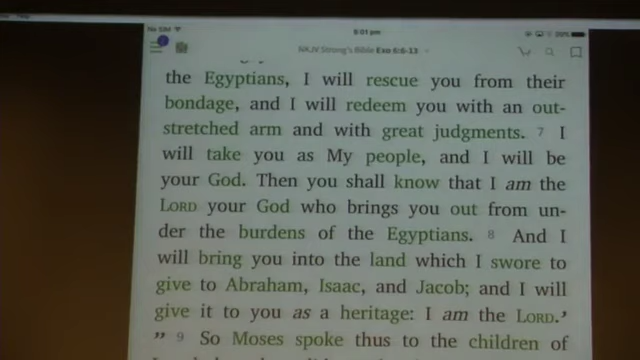 No SIM
6:01 pm
NKJV Strong's Bible Exo 6:6-13
the Egyptians, I will rescue you from their
bondage, and I will redeem you with an out-
stretched arm and with great judgments. 7 I
will take you as My people, and I will be
your God. Then you shall know that I am the
LORD your God who brings you out from un-
der the burdens of the Egyptians. 8 And I
will bring you into the land which I swore to
give to Abraham, Isaac, and Jacob; and I will
give it to you as a heritage: I am the LORD.’
” 9 So Moses spoke thus to the children of